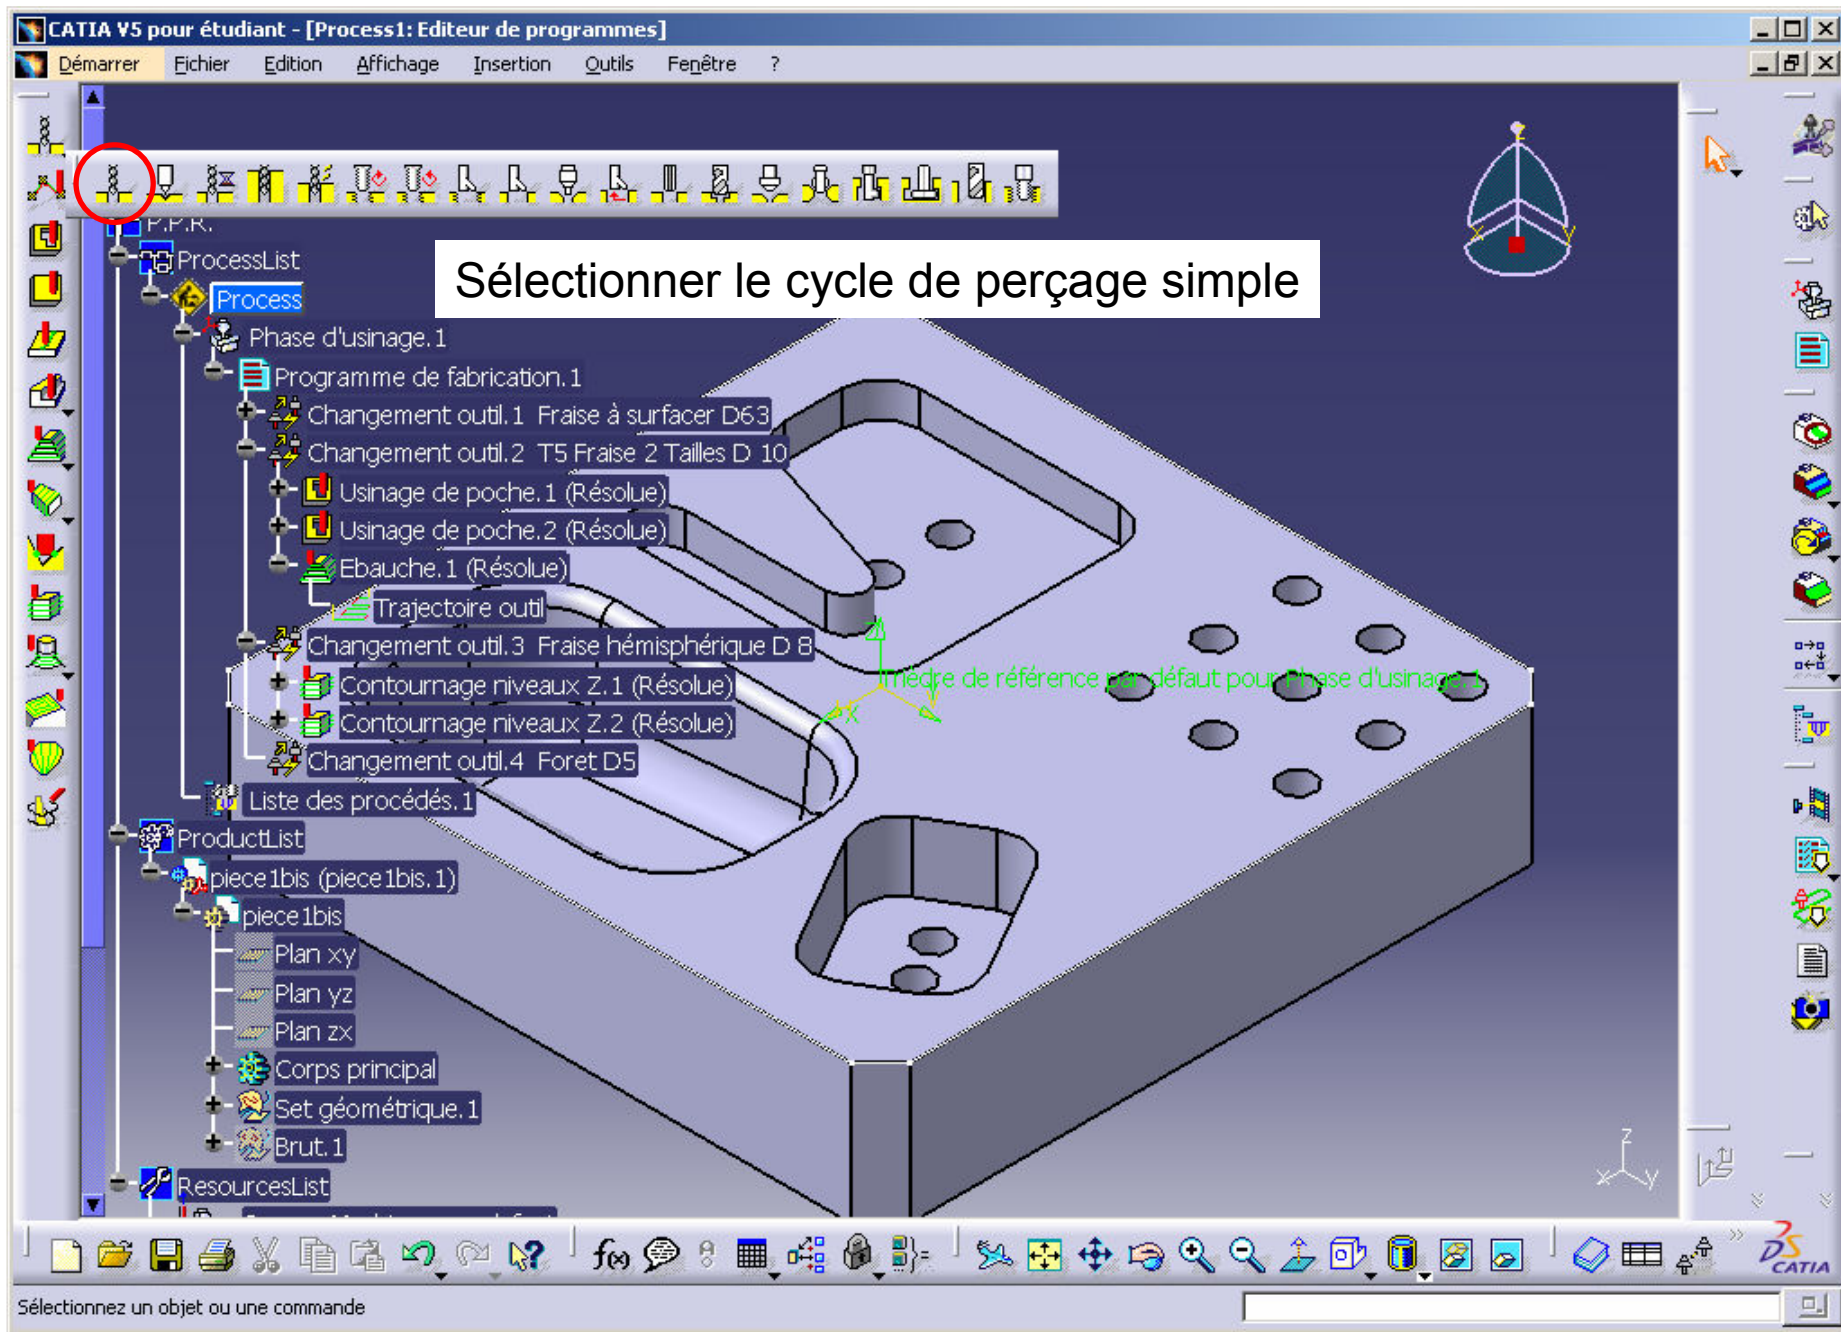 CATIA V5 pour étudiant - [Process1: Editeur de programmes]
Démarrer Fichier Edition Affichage Insertion Outils Fenêtre ?
P.P.R.
Sélectionner le cycle de perçage simple
ProcessList
Process
Phase d'usinage.1
Programme de fabrication.1
Changement outil.1 Fraise à surfacer D63
Changement outil.2 T5 Fraise 2 Tailles D 10
Usinage de poche.1 (Résolue)
Usinage de poche.2 (Résolue)
Ebauche.1 (Résolue)
Trajectoire outil
Changement outil.3 Fraise hémisphérique D 8
Contournage niveaux Z.1 (Résolue)
Trièdre de référence par défaut pour Phase d'usinage.1
Contournage niveaux Z.2 (Résolue)
Changement outil.4 Foret D5
Liste des procédés.1
ProductList
piece1bis (piece1bis.1)
piece1bis
Plan xy
Plan yz
Plan zx
Corps principal
Set géométrique.1
Brut.1
ResourcesList
z
x y
f(x)
CATIA
Sélectionnez un objet ou une commande